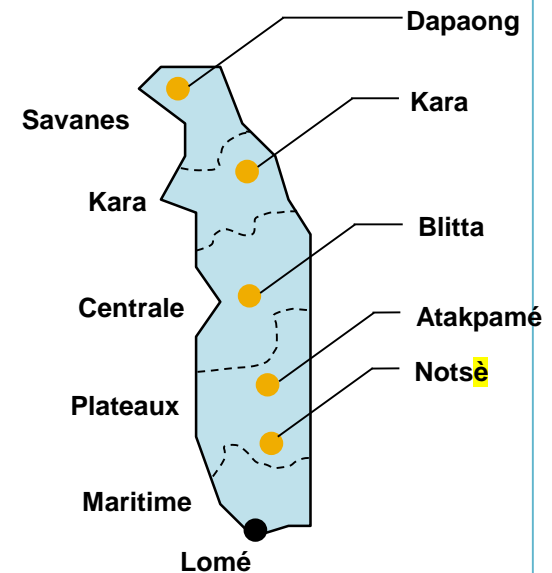 Dapaong
Savanes
Kara
Kara
Blitta
Centrale
Atakpamé
Notsè
Plateaux
Maritime
Lomé